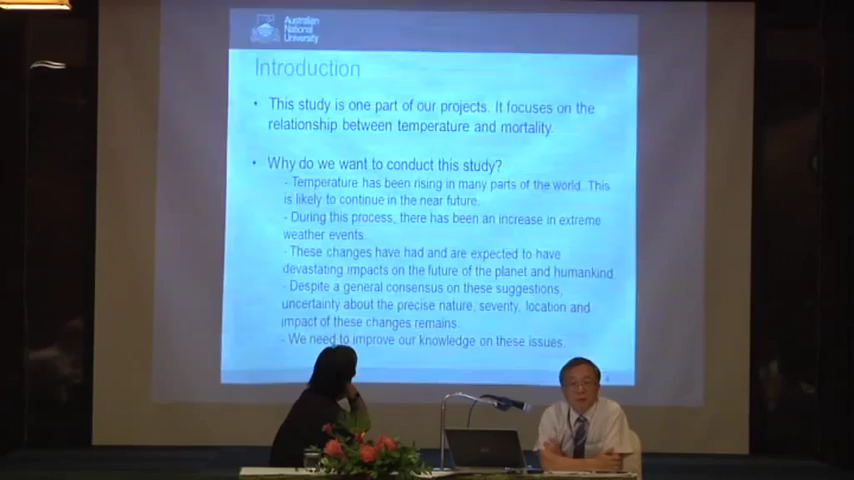 Australian
National
University
Introduction
• This study is one part of our projects. It focuses on the
relationship between temperature and mortality.
• Why do we want to conduct this study?
- Temperature has been rising in many parts of the world. This
is likely to continue in the near future.
- During this process, there has been an increase in extreme
weather events.
- These changes have had and are expected to have
devastating impacts on the future of the planet and humankind.
- Despite a general consensus on these suggestions,
uncertainty about the precise nature, severity, location and
impact of these changes remains.
- We need to improve our knowledge on these issues.
4